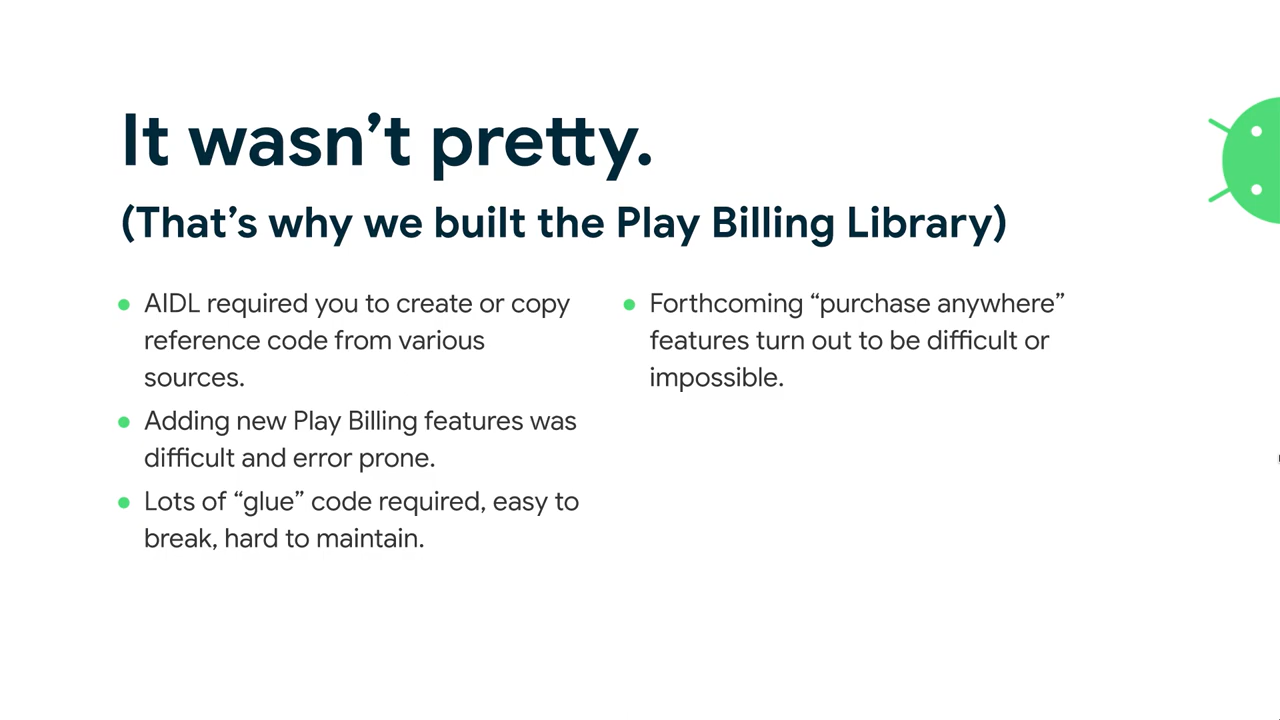 It wasn’t pretty.
(That’s why we built the Play Billing Library)
AIDL required you to create or copy
reference code from various
sources.
Adding new Play Billing features was
difficult and error prone.
Lots of “glue” code required, easy to
break, hard to maintain.
Forthcoming “purchase anywhere”
features turn out to be difficult or
impossible.